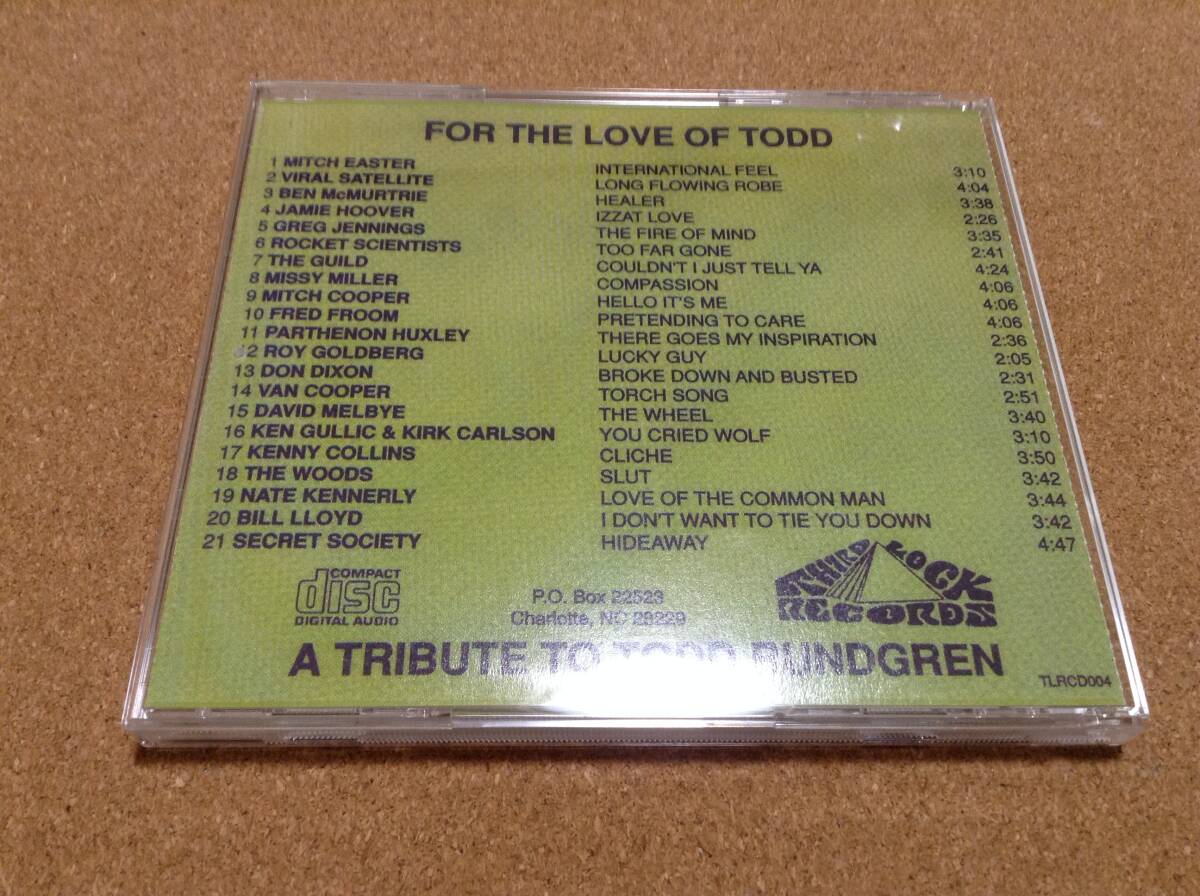 FOR THE LOVE OF TODD
1 MITCH EASTER INTERNATIONAL FEEL 3:10
2 VIRAL SATELLITE LONG FLOWING ROBE 4:04
3 BEN McMURTRIE HEALER 3:38
4 JAMIE HOOVER IZZAT LOVE 2:26
5 GREG JENNINGS THE FIRE OF MIND 3:35
6 ROCKET SCIENTISTS TOO FAR GONE 2:41
7 THE GUILD COULDN'T I JUST TELL YA 4:24
8 MISSY MILLER COMPASSION 4:06
9 MITCH COOPER HELLO IT'S ME 4:06
10 FRED FROOM PRETENDING TO CARE 4:06
11 PARTHENON HUXLEY THERE GOES MY INSPIRATION 2:36
12 ROY GOLDBERG LUCKY GUY 2:05
13 DON DIXON BROKE DOWN AND BUSTED 2:31
14 VAN COOPER TORCH SONG 2:51
15 DAVID MELBYE THE WHEEL 3:40
16 KEN GULLIC & KIRK CARLSON YOU CRIED WOLF 3:10
17 KENNY COLLINS CLICHE 3:50
18 THE WOODS SLUT 3:42
19 NATE KENNERLY LOVE OF THE COMMON MAN 3:44
20 BILL LLOYD I DON'T WANT TO TIE YOU DOWN 3:42
21 SECRET SOCIETY HIDEAWAY 4:47
COMPACT
disc
DIGITAL AUDIO
P.O. Box 22523
Charlotte, NC 28229
THIRD LOCK
RECORDS
A TRIBUTE TO TODD RUNDGREN
TLRCD004